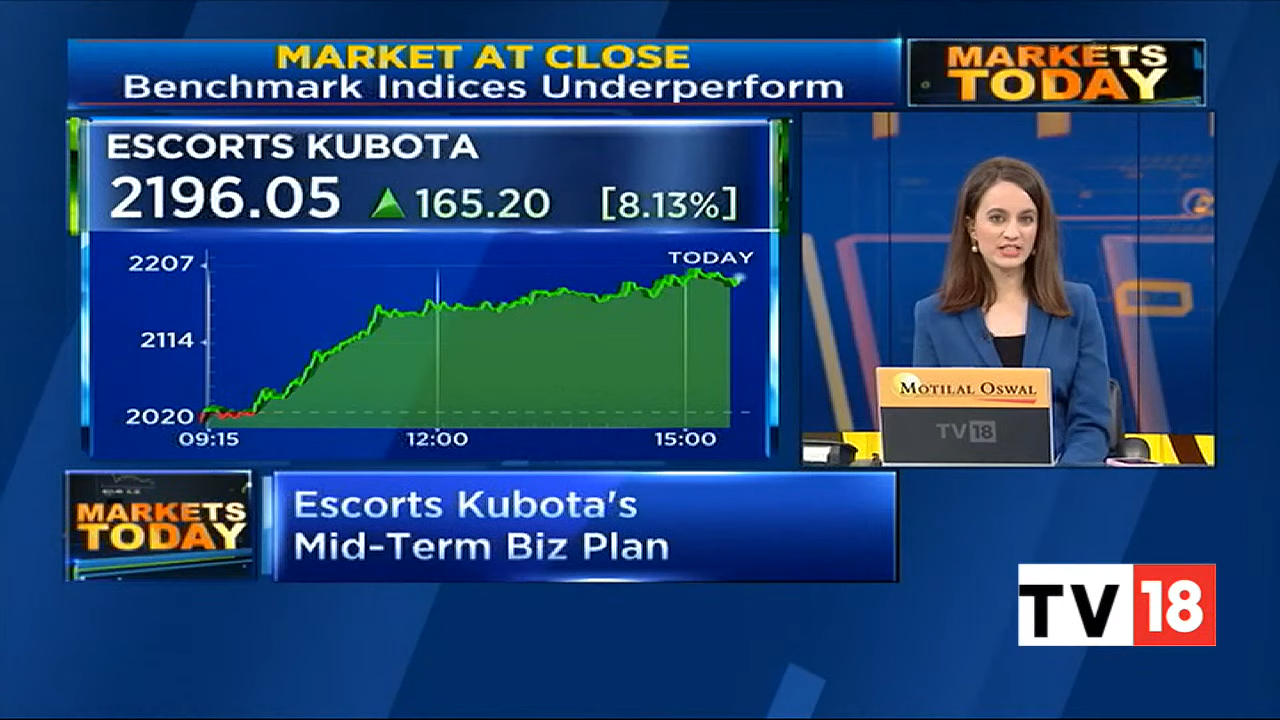 MARKET AT CLOSE
Benchmark Indices Underperform
MARKETS
TODAY
ESCORTS KUBOTA
2196.05 ▲ 165.20 [8.13%]
TODAY
2207
2114
2020
09:15 12:00 15:00
MOTILAL OSWAL
TV18
MARKETS
TODAY
Escorts Kubota's
Mid-Term Biz Plan
TV18